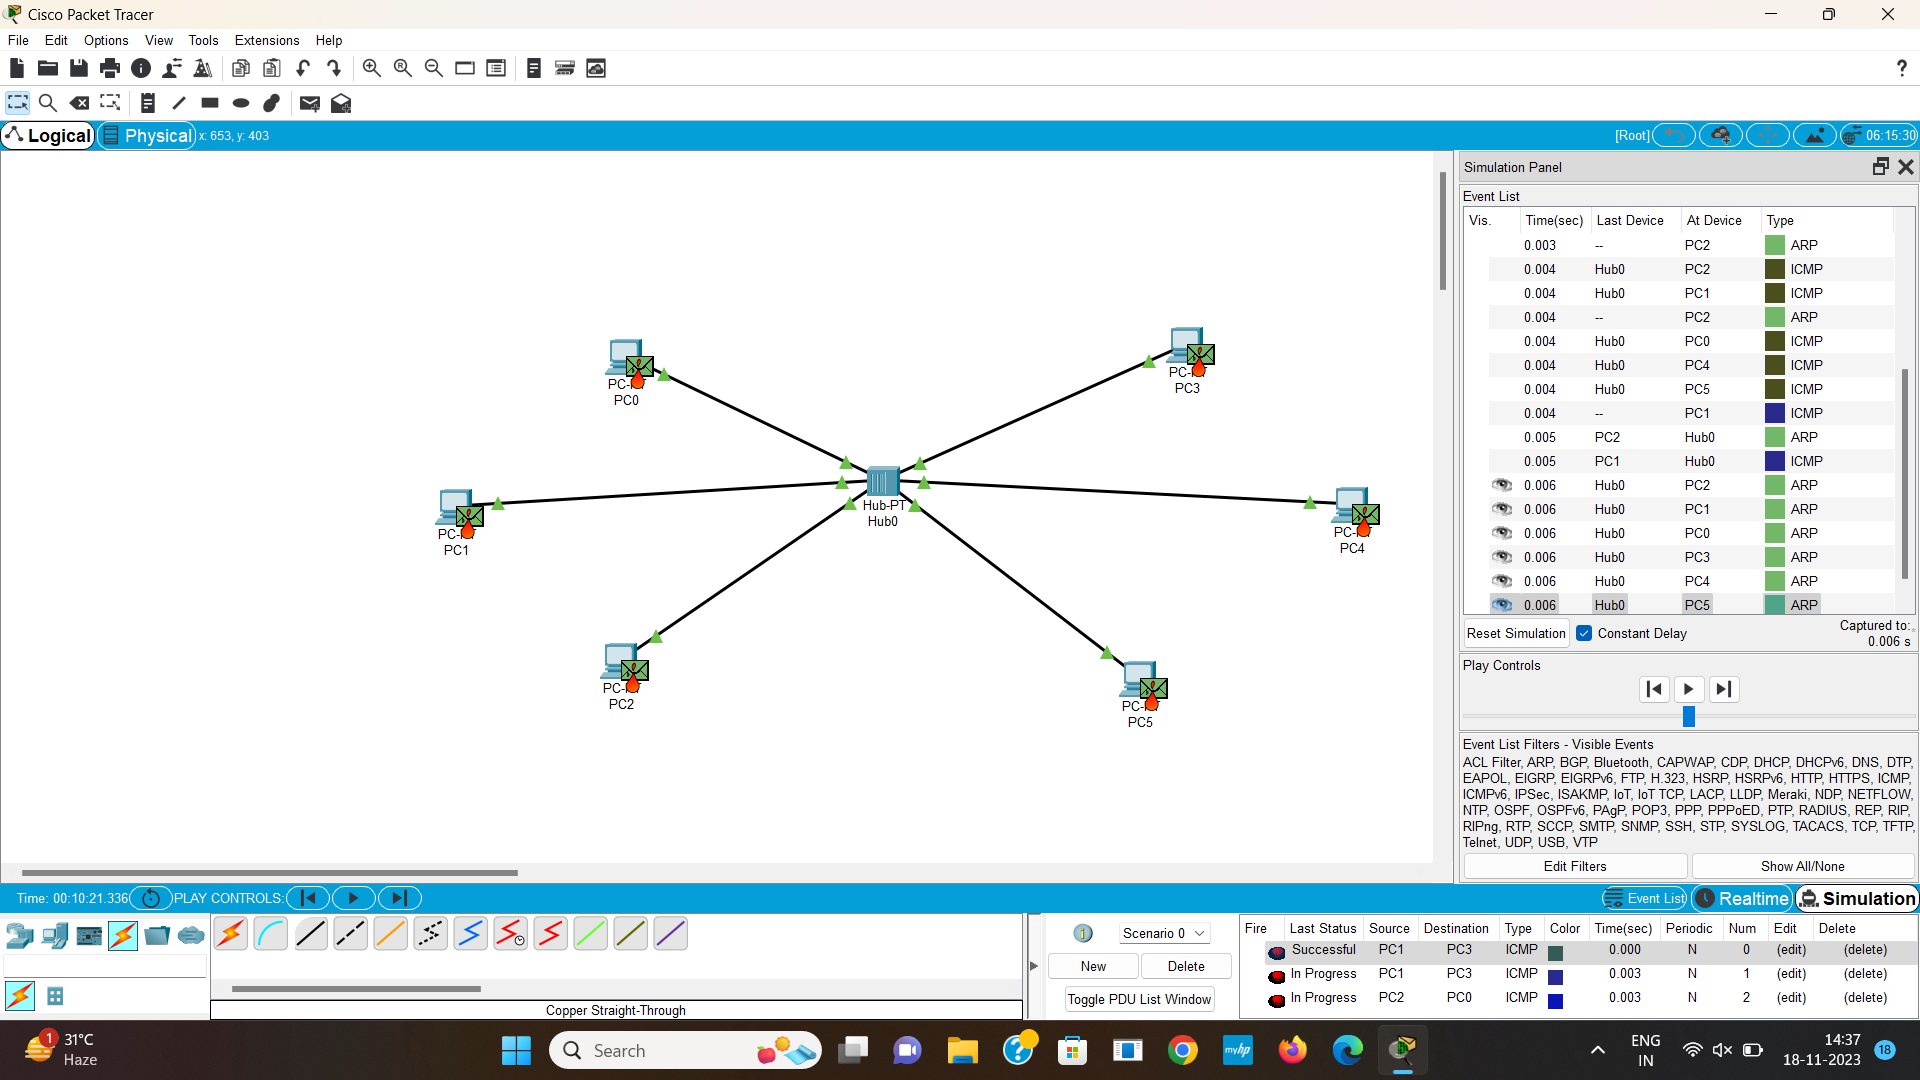 Cisco Packet Tracer
File Edit Options View Tools Extensions Help
Logical Physical x: 653, y: 403 [Root] 06:15:30
PC0
PC3
Hub-PT
Hub0
PC1
PC4
PC2
PC5
Simulation Panel
Event List
Vis. Time(sec) Last Device At Device Type
0.003 -- PC2 ARP
0.004 Hub0 PC2 ICMP
0.004 Hub0 PC1 ICMP
0.004 -- PC2 ARP
0.004 Hub0 PC0 ICMP
0.004 Hub0 PC4 ICMP
0.004 Hub0 PC5 ICMP
0.004 -- PC1 ICMP
0.005 PC2 Hub0 ARP
0.005 PC1 Hub0 ICMP
0.006 Hub0 PC2 ARP
0.006 Hub0 PC1 ARP
0.006 Hub0 PC0 ARP
0.006 Hub0 PC3 ARP
0.006 Hub0 PC4 ARP
0.006 Hub0 PC5 ARP
Reset Simulation Constant Delay Captured to:
0.006 s
Play Controls
Event List Filters - Visible Events
ACL Filter, ARP, BGP, Bluetooth, CAPWAP, CDP, DHCP, DHCPv6, DNS, DTP,
EAPOL, EIGRP, EIGRPv6, FTP, H.323, HSRP, HSRPv6, HTTP, HTTPS, ICMP,
ICMPv6, IPSec, ISAKMP, IoT, IoT TCP, LACP, LLDP, Meraki, NDP, NETFLOW,
NTP, OSPF, OSPFv6, PAgP, POP3, PPP, PPPoED, PTP, RADIUS, REP, RIP,
RIPng, RTP, SCCP, SMTP, SNMP, SSH, STP, SYSLOG, TACACS, TCP, TFTP,
Telnet, UDP, USB, VTP
Edit Filters Show All/None
Time: 00:10:21.336 PLAY CONTROLS: Event List Realtime Simulation
Scenario 0
New Delete
Toggle PDU List Window
Copper Straight-Through
Fire Last Status Source Destination Type Color Time(sec) Periodic Num Edit Delete
Successful PC1 PC3 ICMP 0.000 N 0 (edit) (delete)
In Progress PC1 PC3 ICMP 0.003 N 1 (edit) (delete)
In Progress PC2 PC0 ICMP 0.003 N 2 (edit) (delete)
1
31°C
Haze
Search
myhp
ENG
IN
14:37
18-11-2023
18